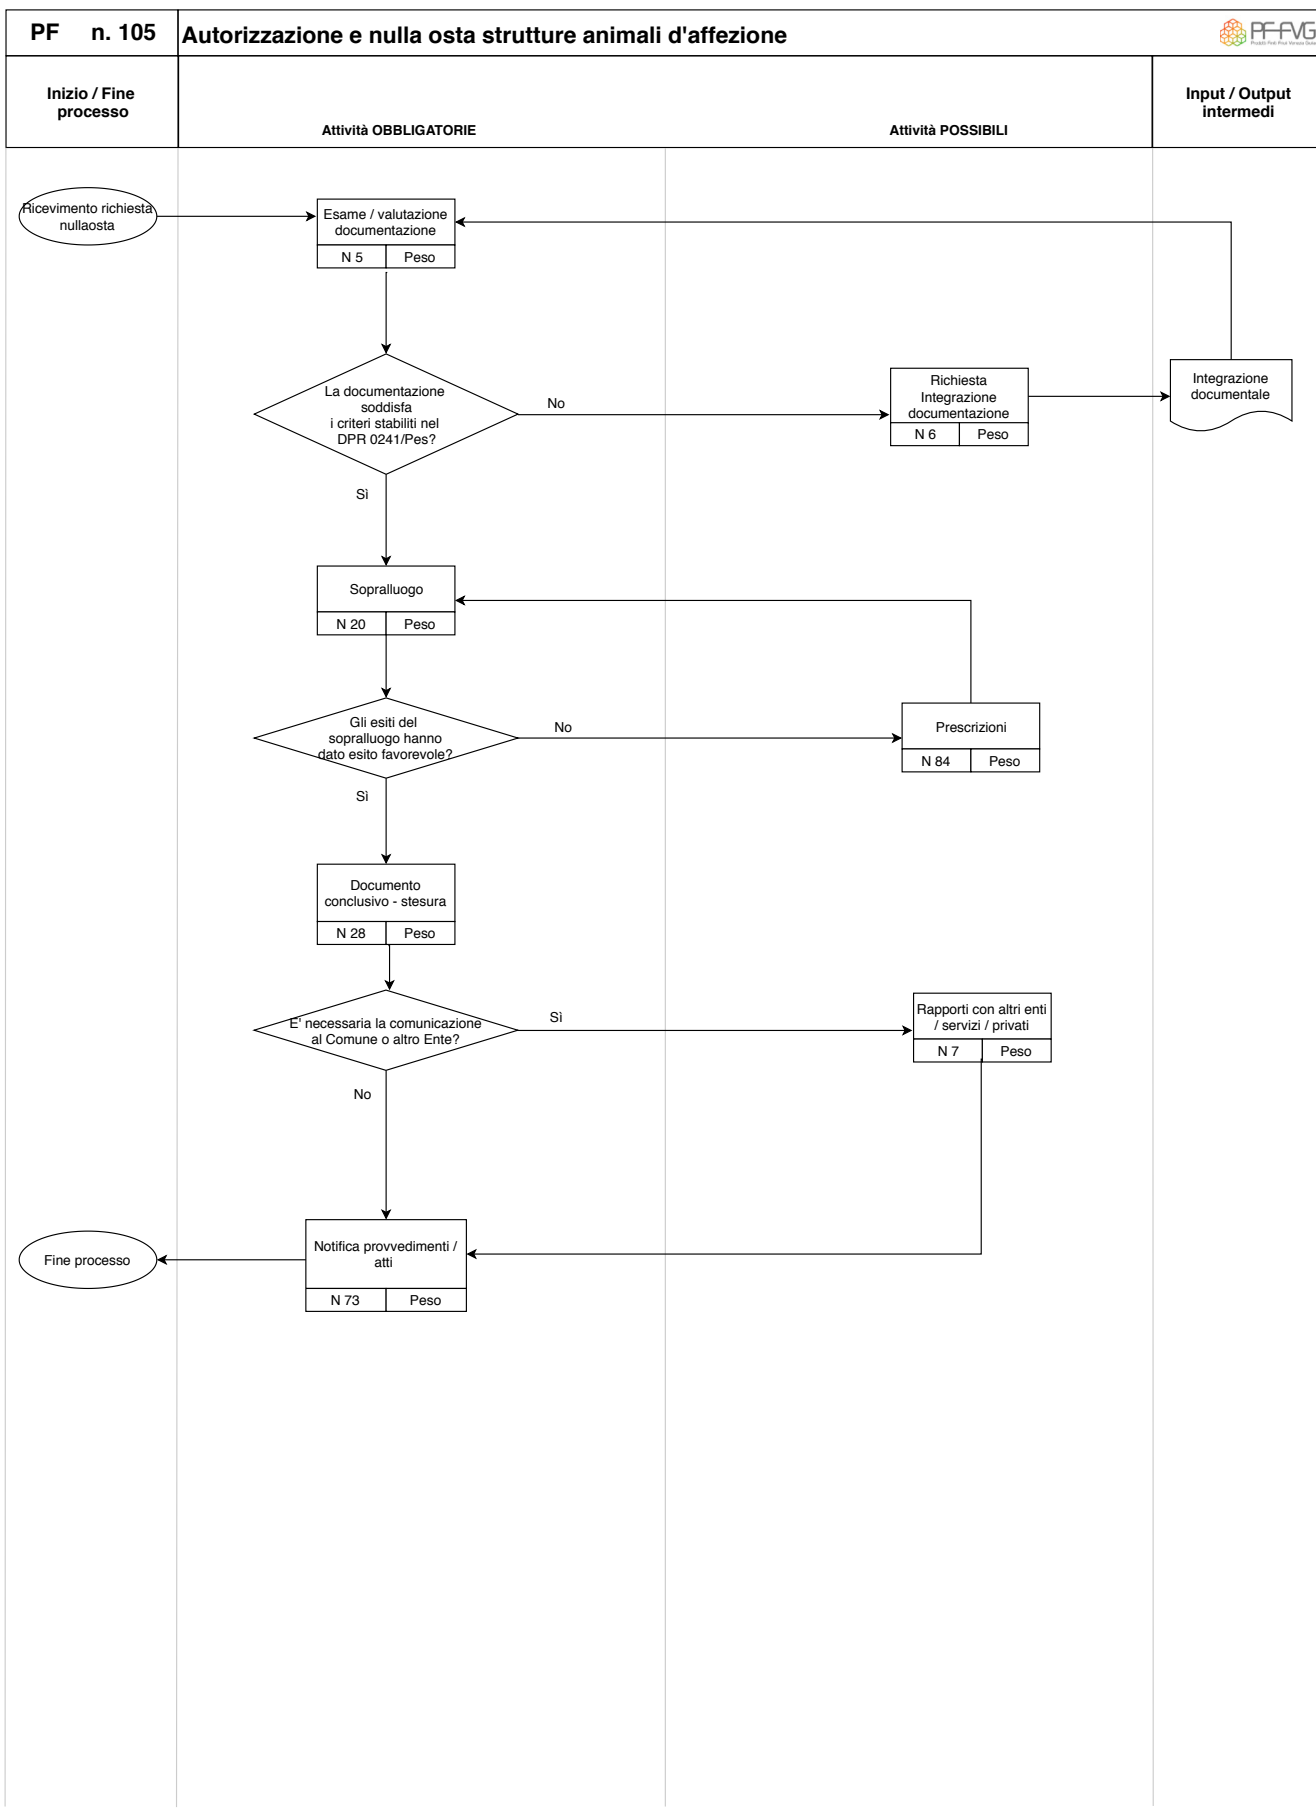 PF n. 105
Autorizzazione e nulla osta strutture animali d'affezione
PF-FVG
Inizio / Fine
processo
Attività OBBLIGATORIE
Attività POSSIBILI
Input / Output
intermedi
Ricevimento richiesta
nullaosta
Esame / valutazione
documentazione
N 5
Peso
La documentazione
soddisfa
i criteri stabiliti nel
DPR 0241/Pes?
No
Richiesta
Integrazione
documentazione
N 6
Peso
Integrazione
documentale
Sì
Sopralluogo
N 20
Peso
Gli esiti del
sopralluogo hanno
dato esito favorevole?
No
Prescrizioni
N 84
Peso
Sì
Documento
conclusivo - stesura
N 28
Peso
E' necessaria la comunicazione
al Comune o altro Ente?
Sì
Rapporti con altri enti
/ servizi / privati
N 7
Peso
No
Notifica provvedimenti /
atti
N 73
Peso
Fine processo